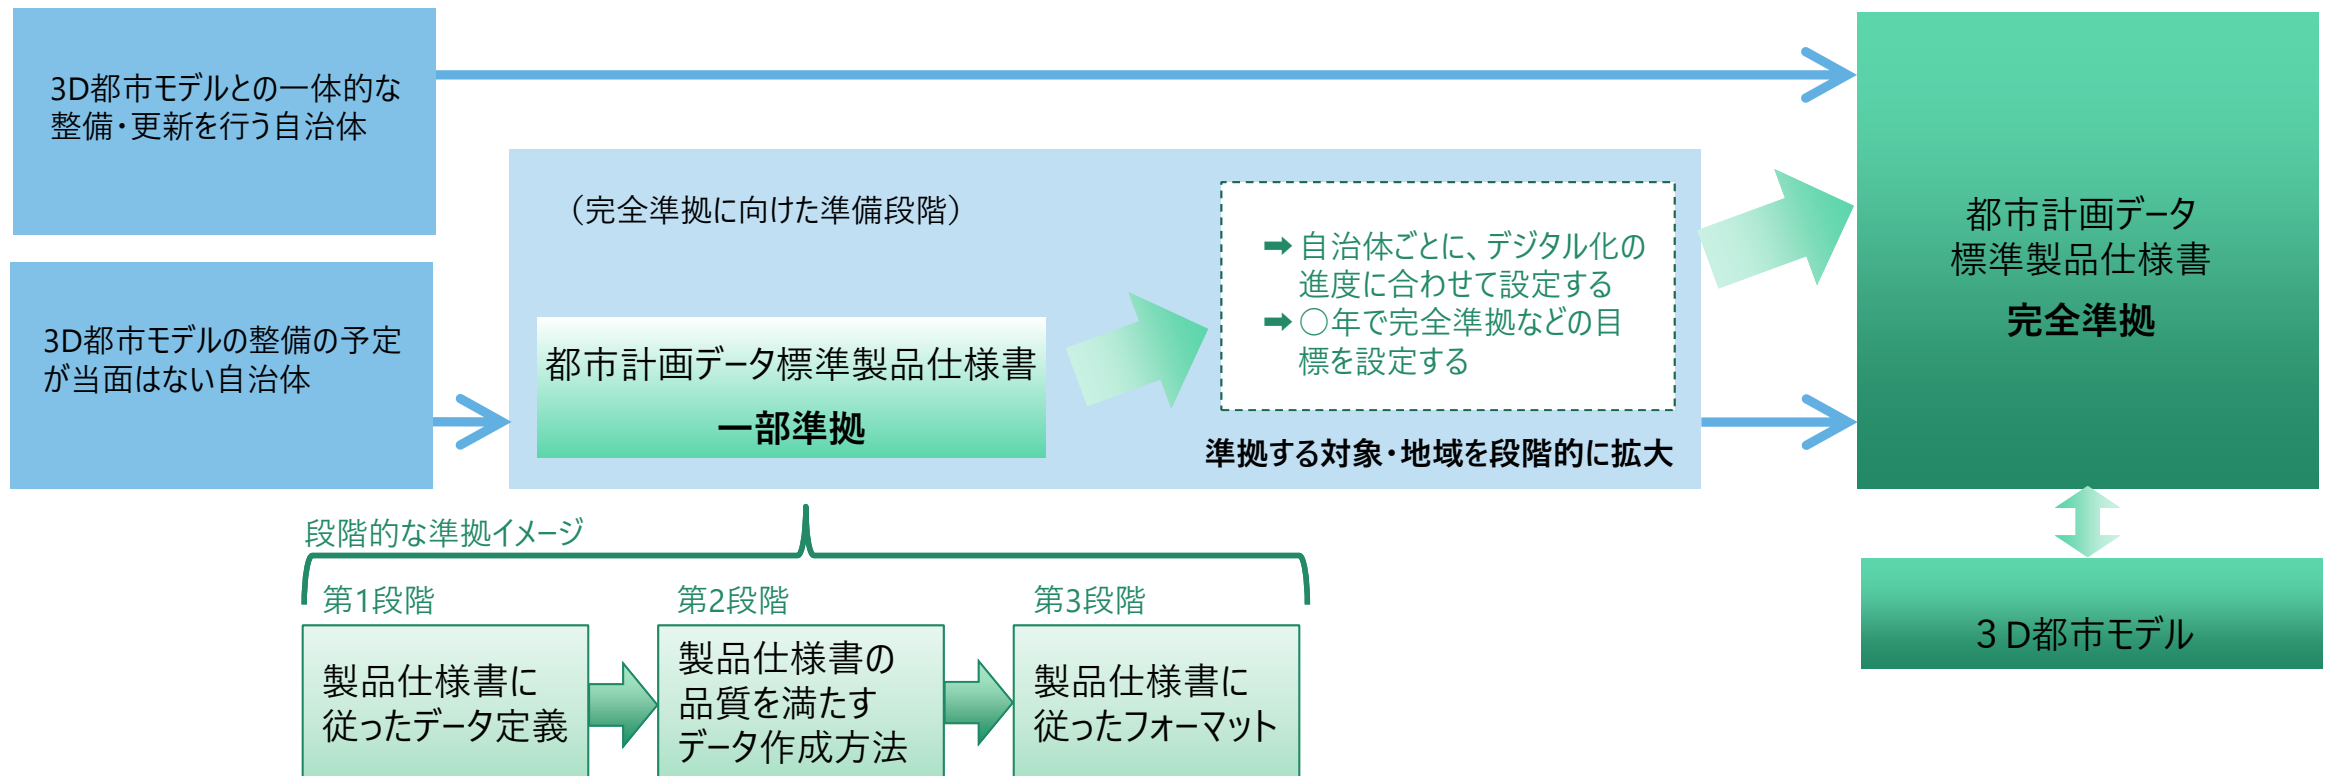 3D都市モデルとの一体的な
整備・更新を行う自治体
3D都市モデルの整備の予定
が当面はない自治体
（完全準拠に向けた準備段階）
都市計画データ標準製品仕様書
一部準拠
➡自治体ごとに、デジタル化の
進度に合わせて設定する
➡○年で完全準拠などの目
標を設定する
準拠する対象・地域を段階的に拡大
都市計画データ
標準製品仕様書
完全準拠
３D都市モデル
段階的な準拠イメージ
第1段階
製品仕様書に
従ったデータ定義
第2段階
製品仕様書の
品質を満たす
データ作成方法
第3段階
製品仕様書に
従ったフォーマット